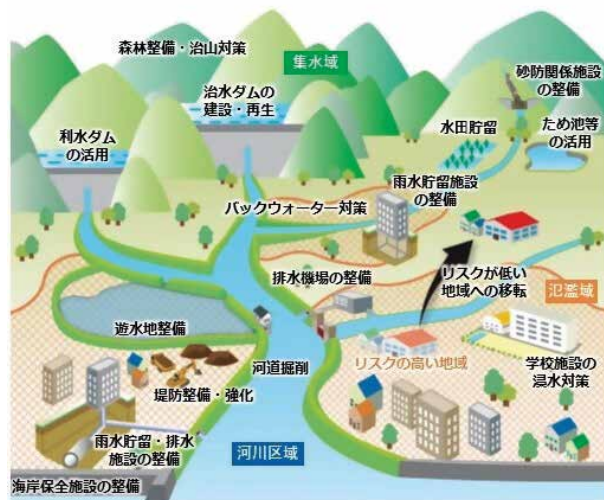 森林整備・治山対策
集水域
砂防関係施設
の整備
治水ダムの
建設・再生
水田貯留
ため池等
の活用
利水ダム
の活用
雨水貯留施設
の整備
バックウォーター対策
排水機場の整備
リスクが低い
地域への移転
氾濫域
遊水地整備
河道掘削
リスクの高い地域
学校施設の
浸水対策
堤防整備・強化
雨水貯留・排水
施設の整備
河川区域
海岸保全施設の整備